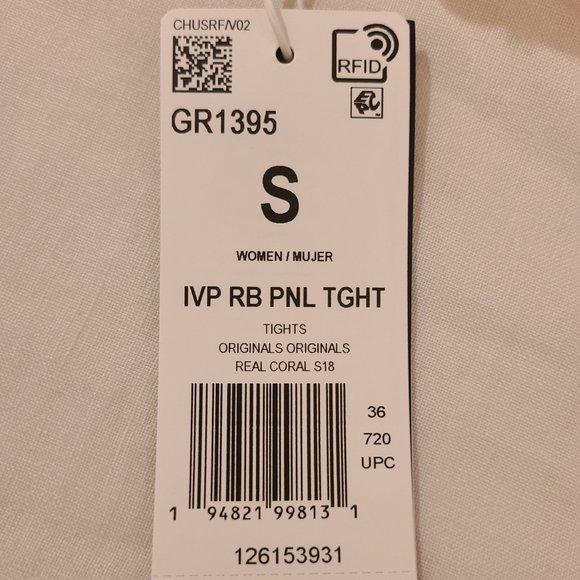 CHUSRF/V02
RFID
GR1395
S
WOMEN / MUJER
IVP RB PNL TGHT
TIGHTS
ORIGINALS ORIGINALS
REAL CORAL S18
36
720
UPC
1 94821 99813 1
126153931